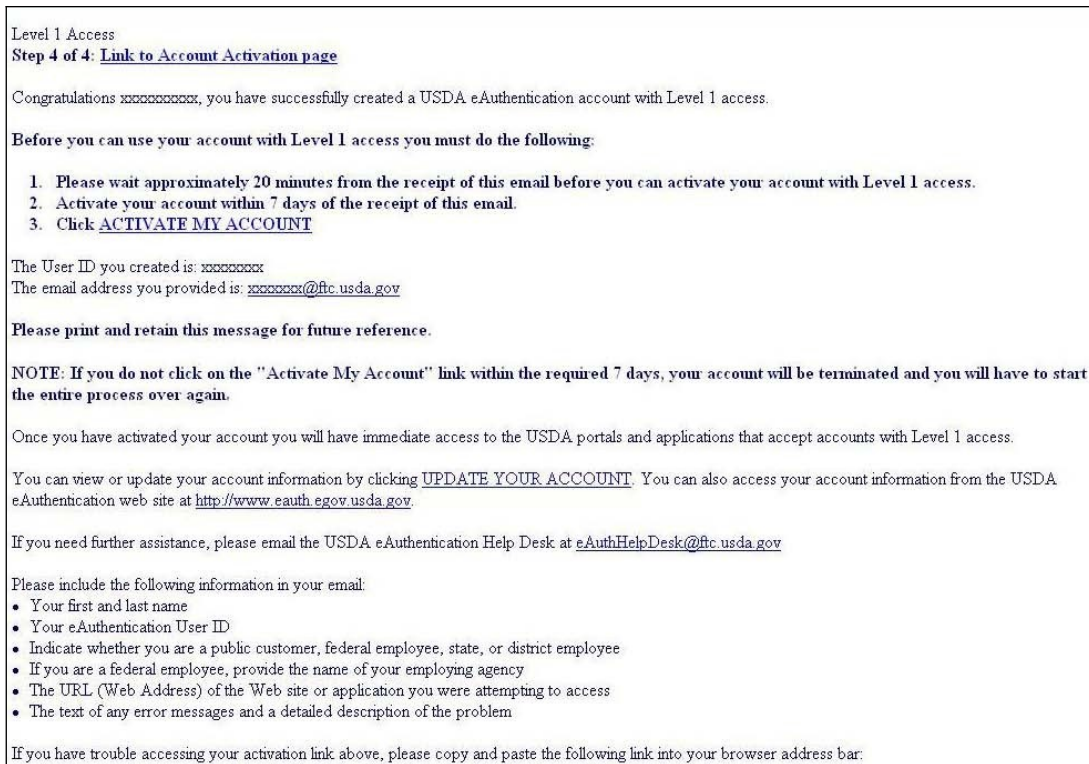 Level 1 Access
Step 4 of 4: Link to Account Activation page
Congratulations xxxxxxxxxx, you have successfully created a USDA eAuthentication account with Level 1 access.
Before you can use your account with Level 1 access you must do the following:
1. Please wait approximately 20 minutes from the receipt of this email before you can activate your account with Level 1 access.
2. Activate your account within 7 days of the receipt of this email.
3. Click ACTIVATE MY ACCOUNT
The User ID you created is: xxxxxxxx
The email address you provided is: xxxxxxx@ftc.usda.gov
Please print and retain this message for future reference.
NOTE: If you do not click on the "Activate My Account" link within the required 7 days, your account will be terminated and you will have to start
the entire process over again.
Once you have activated your account you will have immediate access to the USDA portals and applications that accept accounts with Level 1 access.
You can view or update your account information by clicking UPDATE YOUR ACCOUNT. You can also access your account information from the USDA
eAuthentication web site at http://www.eauth.egov.usda.gov.
If you need further assistance, please email the USDA eAuthentication Help Desk at eAuthHelpDesk@ftc.usda.gov
Please include the following information in your email:
• Your first and last name
• Your eAuthentication User ID
• Indicate whether you are a public customer, federal employee, state, or district employee
• If you are a federal employee, provide the name of your employing agency
• The URL (Web Address) of the Web site or application you were attempting to access
• The text of any error messages and a detailed description of the problem
If you have trouble accessing your activation link above, please copy and paste the following link into your browser address bar: